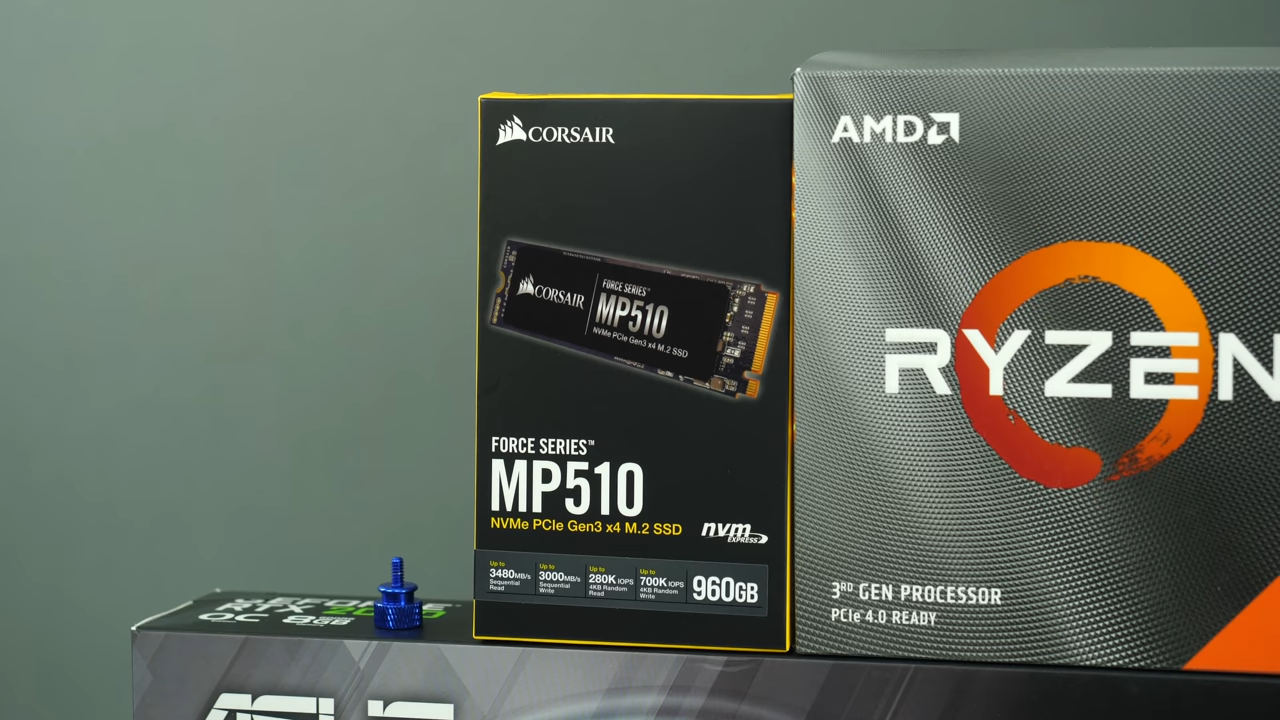 CORSAIR
CORSAIR
FORCE SERIES™
MP510
NVMe PCIe Gen3 x4 M.2 SSD
FORCE SERIES™
MP510
NVMe PCIe Gen3 x4 M.2 SSD
nvm
EXPRESS
Up to
3480MB/s
Sequential
Read
Up to
3000MB/s
Sequential
Write
Up to
280K IOPS
4KB Random
Read
Up to
700K IOPS
4KB Random
Write
960GB
AMD
RYZEN
3RD GEN PROCESSOR
PCIe 4.0 READY
GEFORCE
RTX
OC 8GB